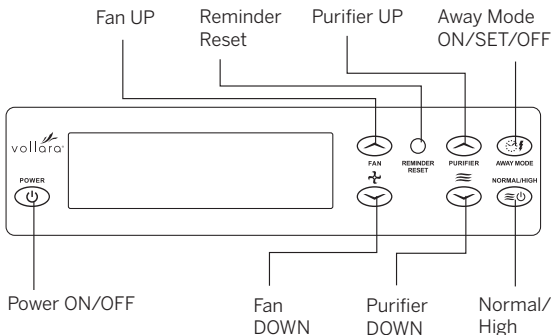 Fan UP
Reminder
Reset
Purifier UP
Away Mode
ON/SET/OFF
vollara
POWER
FAN
REMINDER
RESET
PURIFIER
AWAY MODE
NORMAL/HIGH
Power ON/OFF
Fan
DOWN
Purifier
DOWN
Normal/
High